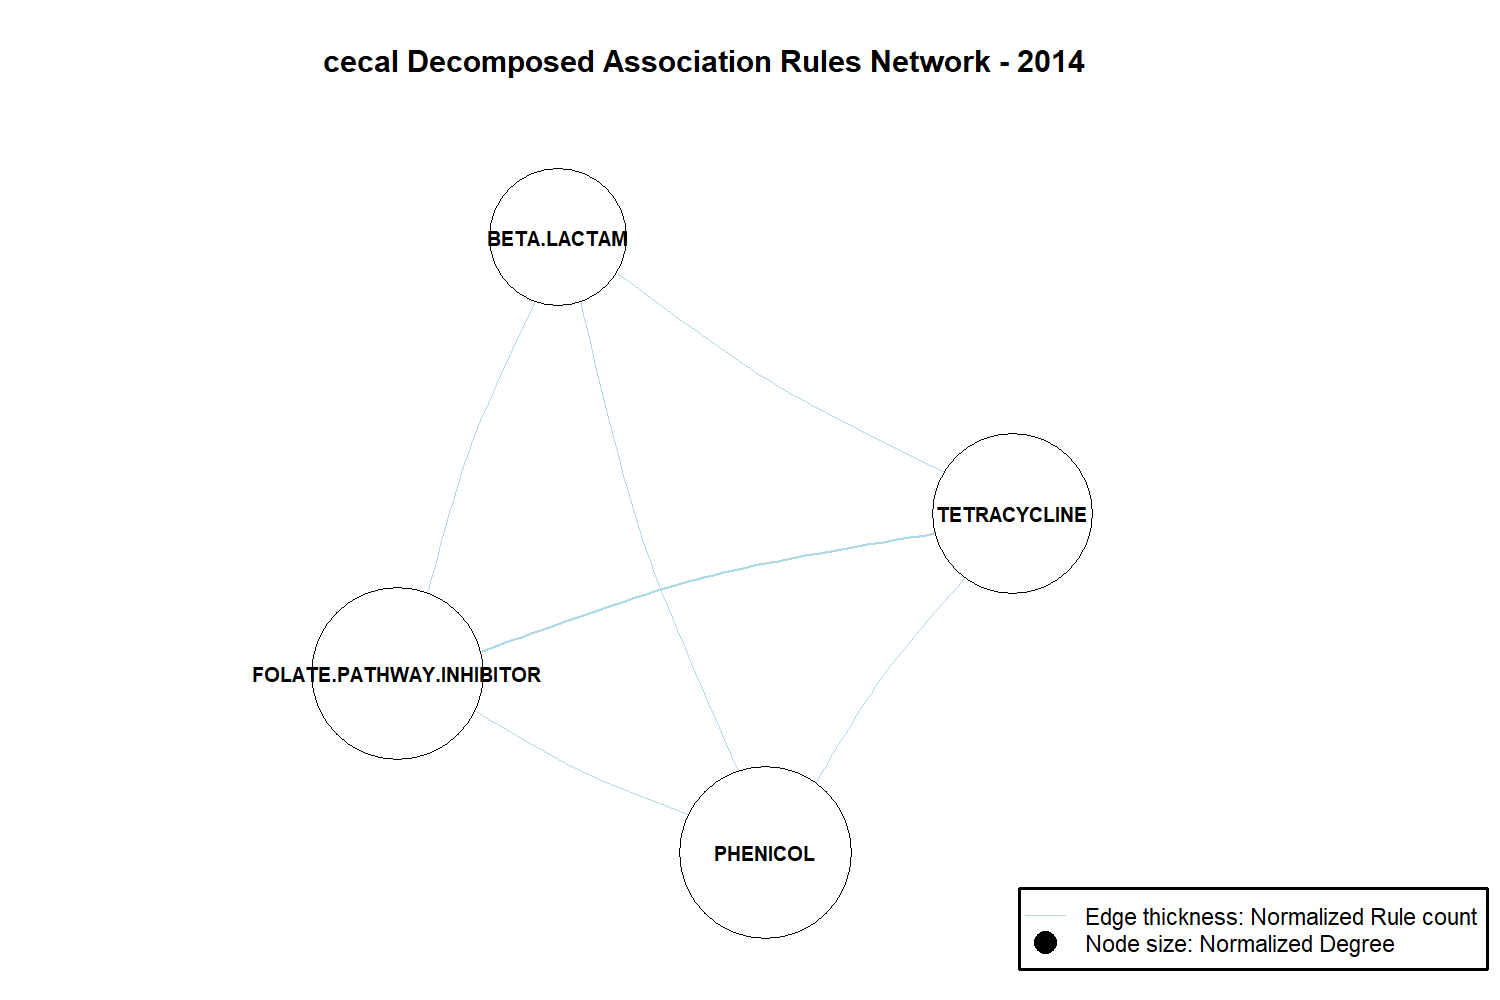 cecal Decomposed Association Rules Network - 2014
BETA.LACTAM
TETRACYCLINE
FOLATE.PATHWAY.INHIBITOR
PHENICOL
Edge thickness: Normalized Rule count
Node size: Normalized Degree